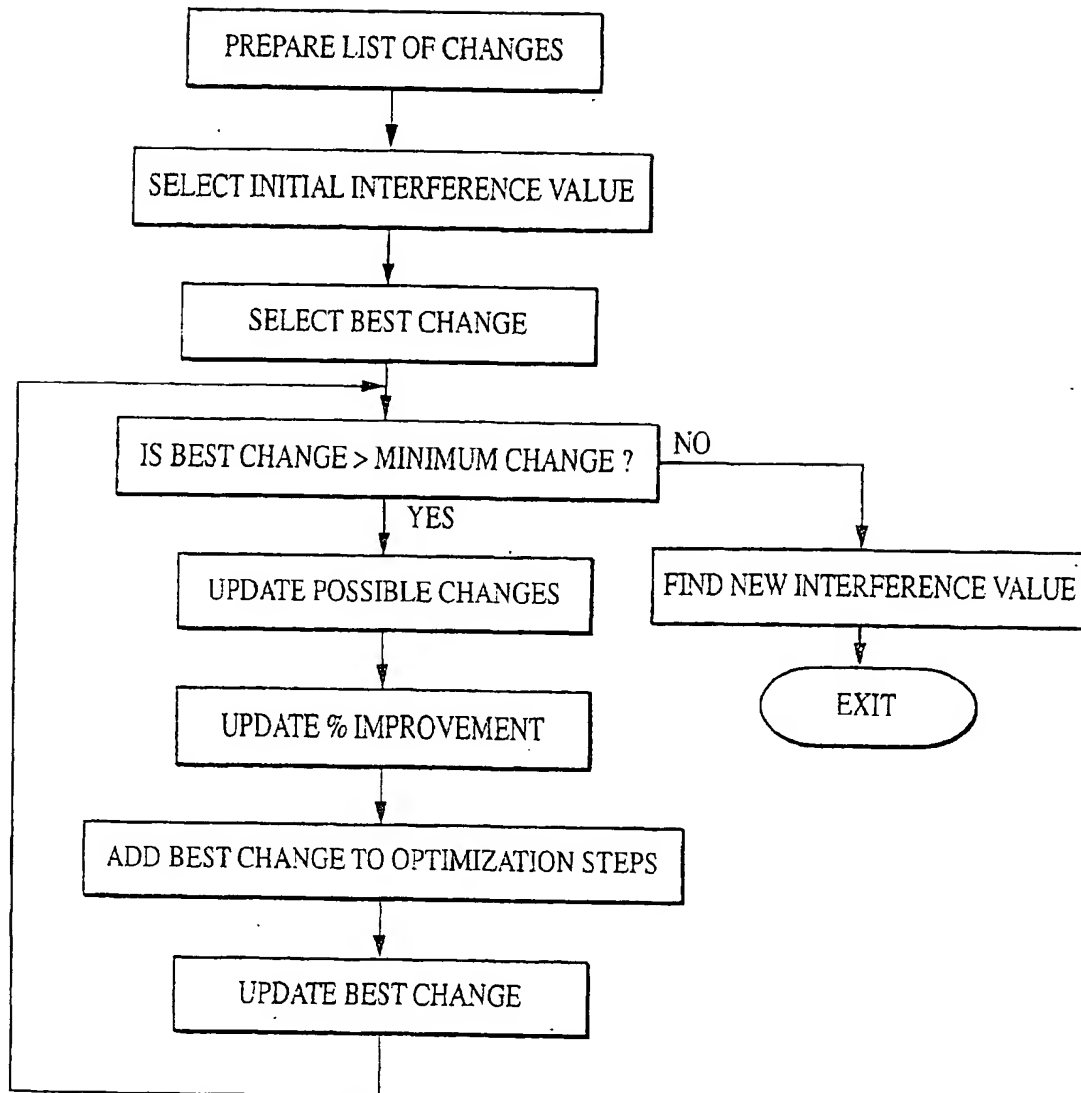 PREPARE LIST OF CHANGES
SELECT INITIAL INTERFERENCE VALUE
SELECT BEST CHANGE
IS BEST CHANGE > MINIMUM CHANGE ?
NO
YES
UPDATE POSSIBLE CHANGES
FIND NEW INTERFERENCE VALUE
UPDATE % IMPROVEMENT
EXIT
ADD BEST CHANGE TO OPTIMIZATION STEPS
UPDATE BEST CHANGE